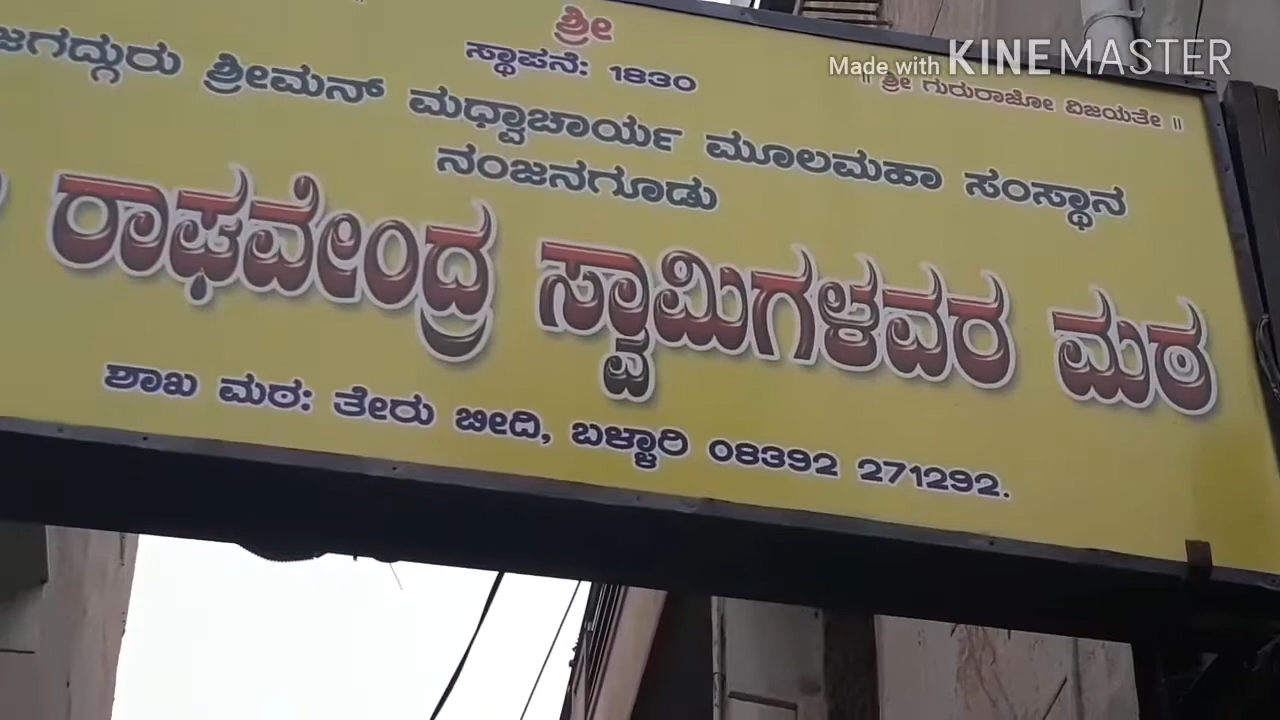 ಶ್ರೀ
ಸ್ಥಾಪನೆ: 1830
Made with KINEMASTER
॥ ಶ್ರೀ ಗುರುರಾಜೋ ವಿಜಯತೇ ॥
ಜಗದ್ಗುರು ಶ್ರೀಮನ್ ಮಧ್ವಾಚಾರ್ಯ ಮೂಲಮಹಾ ಸಂಸ್ಥಾನ
ನಂಜನಗೂಡು
ರಾಘವೇಂದ್ರ ಸ್ವಾಮಿಗಳವರ ಮಠ
ಶಾಖ ಮಠ: ತೇರು ಬೀದಿ, ಬಳ್ಳಾರಿ 08392 271292.